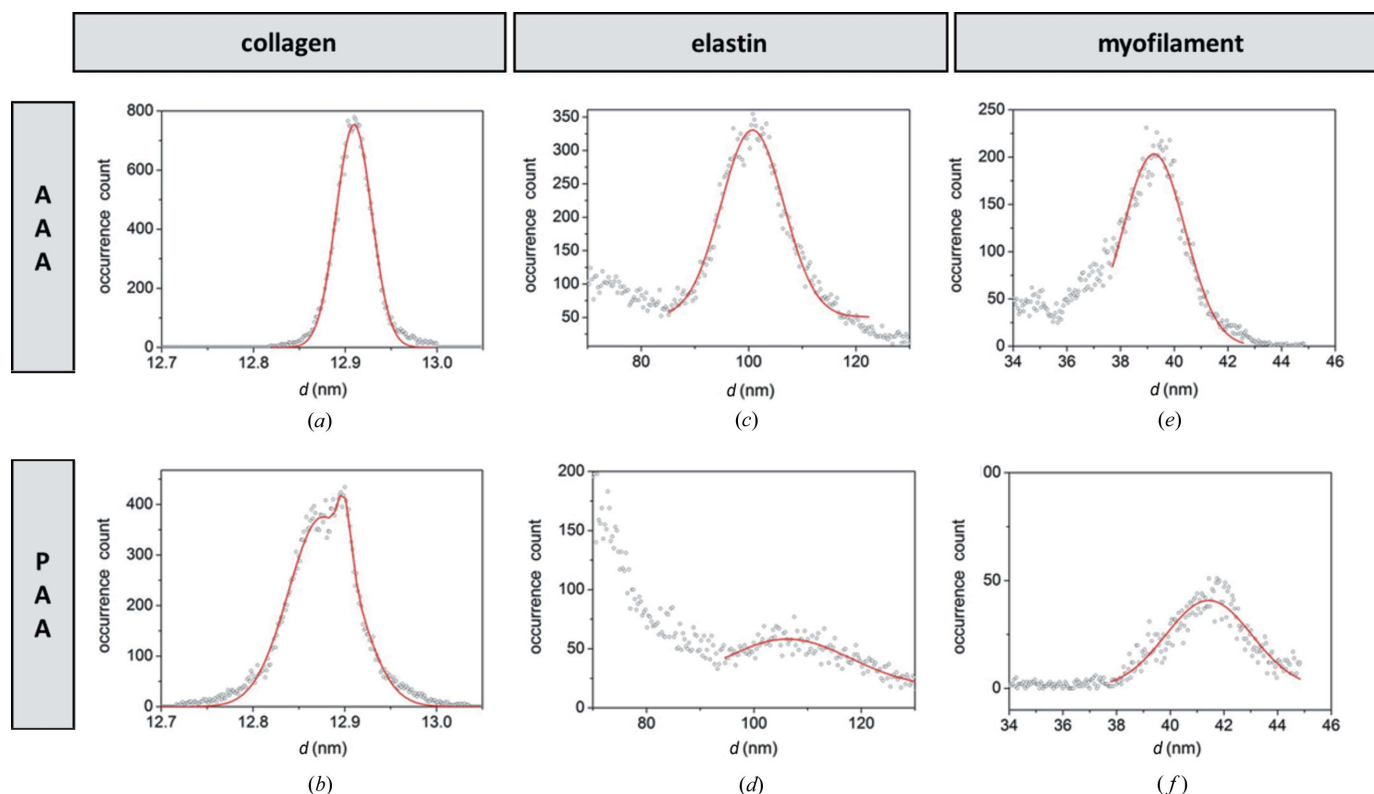 collagen
elastin
myofilament
A
A
A
800
600
400
200
0
12.7
12.8
12.9
13.0
occurrence count
d (nm)
(a)
350
300
250
200
150
100
50
80
100
120
occurrence count
d (nm)
(c)
250
200
150
100
50
0
34
36
38
40
42
44
46
occurrence count
d (nm)
(e)
P
A
A
400
300
200
100
0
12.7
12.8
12.9
13.0
occurrence count
d (nm)
(b)
200
150
100
50
0
80
100
120
occurrence count
d (nm)
(d)
00
50
0
34
36
38
40
42
44
46
occurrence count
d (nm)
(f)